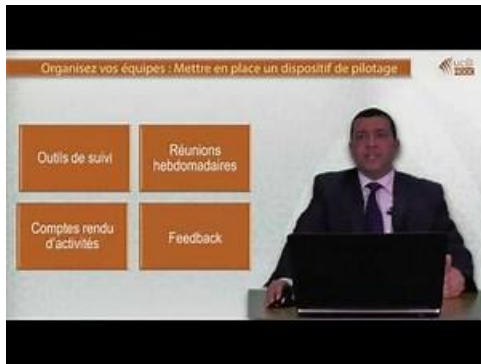 Organisez vos équipes : Mettre en place un dispositif de pilotage
Outils de suivi
Réunions
hebdomadaires
Comptes rendu
d'activités
Feedback